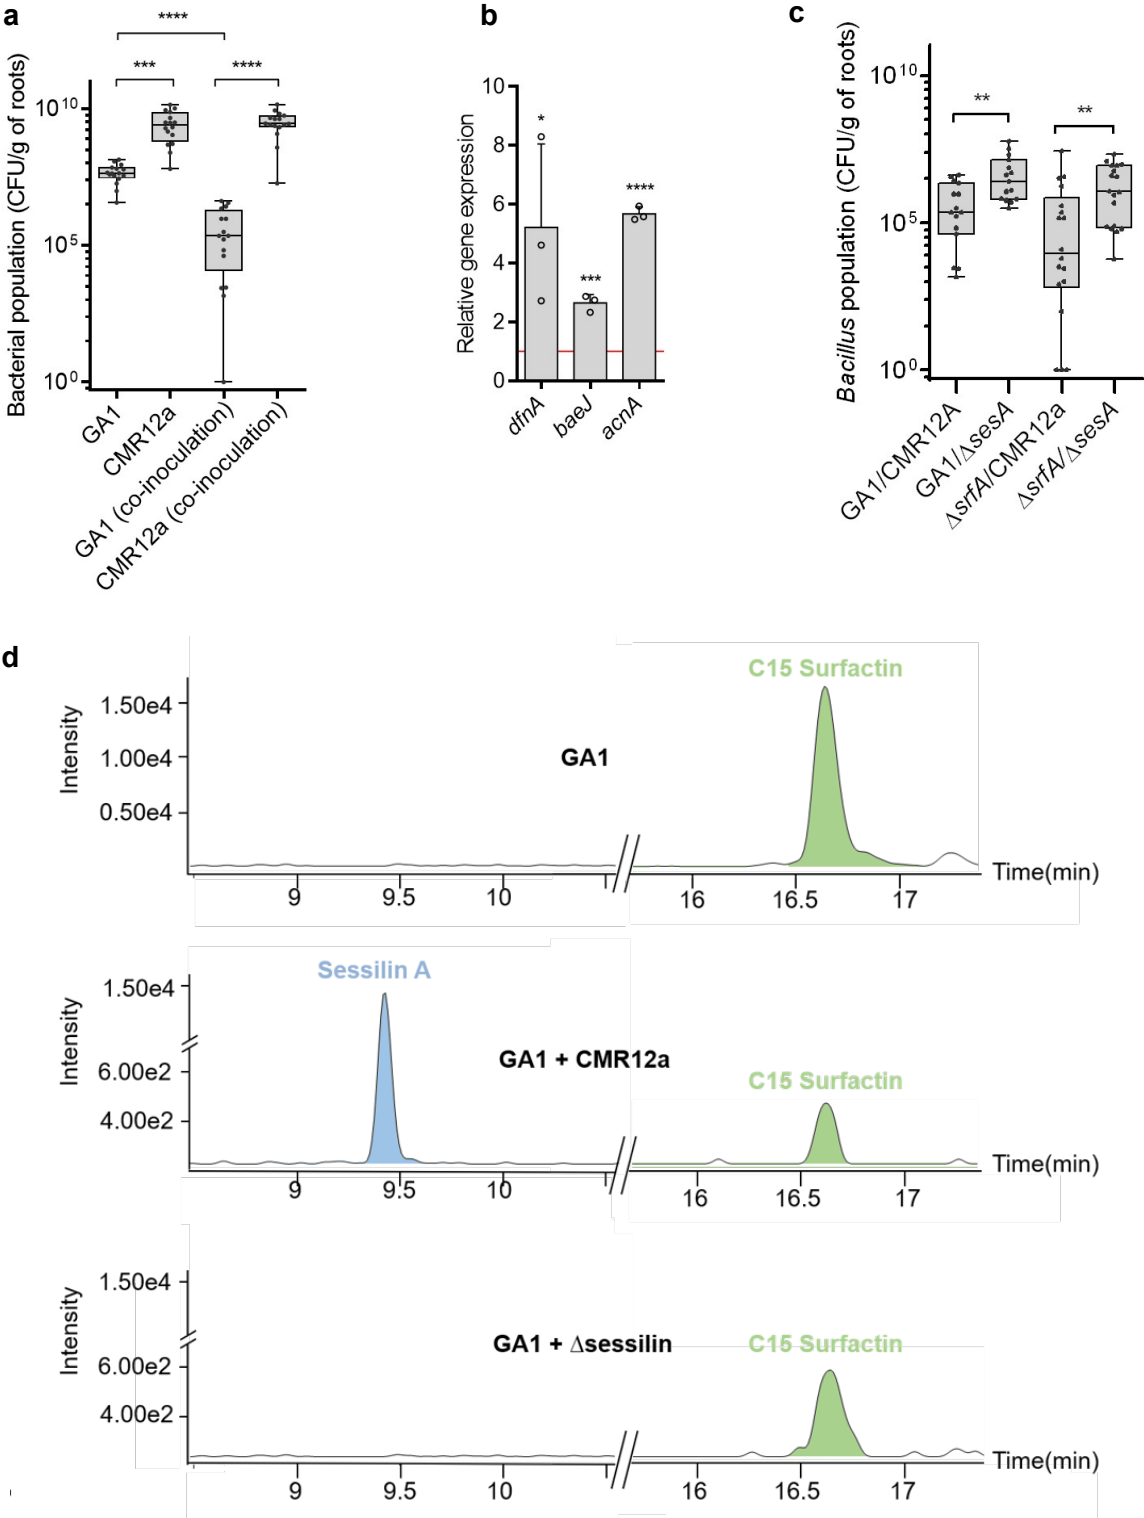 a
Bacterial population (CFU/g of roots)
****
***
****
10^10
10^5
10^0
GA1
CMR12a
GA1 (co-inoculation)
CMR12a (co-inoculation)
b
Relative gene expression
10
8
6
4
2
0
*
***
****
dfnA
baeJ
acnA
c
Bacillus population (CFU/g of roots)
10^10
10^5
10^0
**
**
GA1/CMR12A
GA1/ΔsesA
ΔsrfA/CMR12a
ΔsrfA/ΔsesA
d
C15 Surfactin
Intensity
1.50e4
1.00e4
0.50e4
GA1
Time(min)
9
9.5
10
16
16.5
17
Sessilin A
Intensity
1.50e4
6.00e2
4.00e2
GA1 + CMR12a
C15 Surfactin
Time(min)
9
9.5
10
16
16.5
17
Intensity
1.50e4
6.00e2
4.00e2
GA1 + Δsessilin
C15 Surfactin
Time(min)
9
9.5
10
16
16.5
17